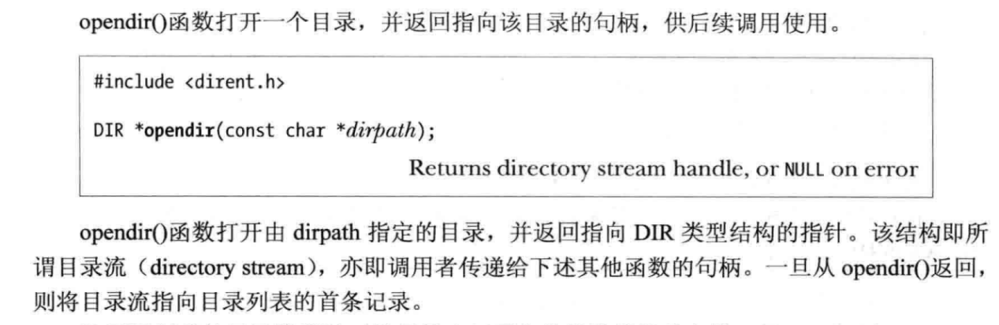 opendir()函数打开一个目录，并返回指向该目录的句柄，供后续调用使用。
#include <dirent.h>
DIR *opendir(const char *dirpath);
Returns directory stream handle, or NULL on error
opendir()函数打开由 dirpath 指定的目录，并返回指向 DIR 类型结构的指针。该结构即所
谓目录流（directory stream），亦即调用者传递给下述其他函数的句柄。一旦从 opendir()返回，
则将目录流指向目录列表的首条记录。